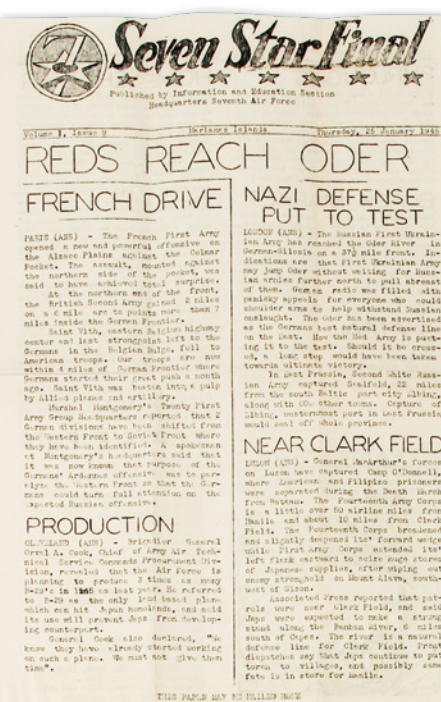 7
Seven Star Final
Published by Information and Education Section
Headquarters Seventh Air Force
Volume I, Issue 9 Marianas Islands Thursday, 25 January 1945
REDS REACH ODER
FRENCH DRIVE
PARIS (ANS) - The French First Army
opened a new and powerful offensive on
the Alsace Plains against the Colmar
Pocket. The assault, mounted against
the northern side of the pocket, was
said to have achieved total surprise.
At the northern end of the front,
the British Second Army gained 2 miles
on a 6 mile are to points more than 7
miles inside the German Frontier.
Saint Vith, eastern Belgian highway
center and last strongpoint left to the
Germans in the Belgian Bulge, fell to
American troops. Our troops are now
within 4 miles of German Frontier where
Germans started their great push a month
ago. Saint Vith was beaten into a pulp
by Allied planes and artillery.
Marshal Montgomery's Twenty First
Army Group Headquarters reported that 2
German divisions have been shifted from
the Western Front to Soviet front where
they have been identified. A spokesman
at Montgomery's headquarters said that
it was now known that purpose of the
Germans' Ardennes offensive was to para-
lyze the Western Front so that the Ger-
mans could turn full attention on the
expected Russian offensive.
PRODUCTION
CLEVELAND (ANS) - Brigadier General
Orval A. Cook, Chief of Army Air Tech-
nical Service Commands Procurement Div-
ision, revealed that the Air Force is
planning to produce 3 times as many
B-29's in 1945 as last year. He referred
to B-29 as the only land based plane
which can hit Japan homelands, and said
its use will prevent Japs from develop-
ing counterpart.
General Cook also declared, "We
know they have already started working
on such a plane. We must not give them
time".
NAZI DEFENSE
PUT TO TEST
LONDON (ANS) - The Russian First Ukrain-
ian Army has reached the Oder River in
German-Silesia on a 37½ mile front. In-
dications are that First Ukrainian Army
may jump Oder without waiting for Rus-
sian armies further north to pull abreast
of them. German radio was filled with
panicky appeals for everyone who could
shoulder arms to help withstand Russian
onslaught. The Oder has been advertised
as the Germans best natural defense line
on the East. Now the Red Army is putt-
ing it to the test. Should it be cross-
ed, a long step would have been taken
towards ultimate victory.
In East Prussia, Second White Russ-
ian Army captured Saalfeld, 22 miles
from the south Baltic port city Elbing,
along with other towns. Capture of
Elbing, westernmost port in East Prussia
would seal off whole province.
NEAR CLARK FIELD
LUZON (ANS) - General MacArthur's forces
on Luzon have captured Camp O'Donnell,
where American and Filipino prisoners
were separated during the Death March
from Bataan. The Fourteenth Army Corps
is a little over 50 airline miles from
Manila and about 10 miles from Clark
Field. The Fourteenth Corps broadened
and slightly deepened its' forward wedge
while First Army Corps extended its'
left flank eastward to seize huge stores
of Japanese supplies, after wiping out
enemy stronghold on Mount Alava, south-
west of Sison.
Associated Press reported that pat-
rols were near Clark Field, and said
Japs were expected to make a strong
stand along the Bamban River, 6 miles
south of Capas. The river is a natural
defense line for Clark Field. Front
dispatches say that Japs continue to put
torch to villages, and possibly same
fate is in store for Manila.
THIS PAPER MAY BE MAILED HOME